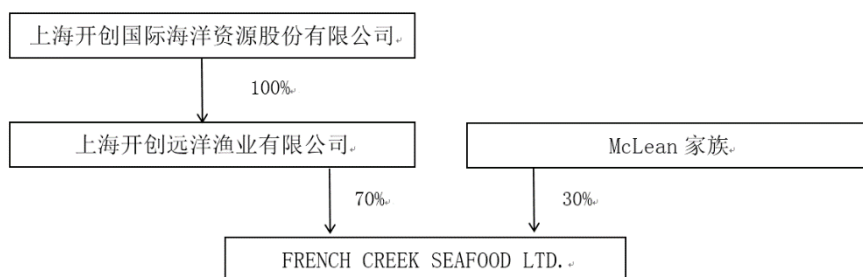 上海开创国际海洋资源股份有限公司
100%
上海开创远洋渔业有限公司
McLean 家族
70%
30%
FRENCH CREEK SEAFOOD LTD.